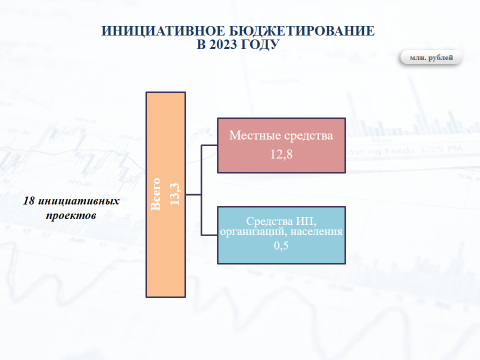 ИНИЦИАТИВНОЕ БЮДЖЕТИРОВАНИЕ
В 2023 ГОДУ
млн. рублей
18 инициативных
проектов
Всего
13,3
Местные средства
12,8
Средства ИП,
организаций, населения
0,5